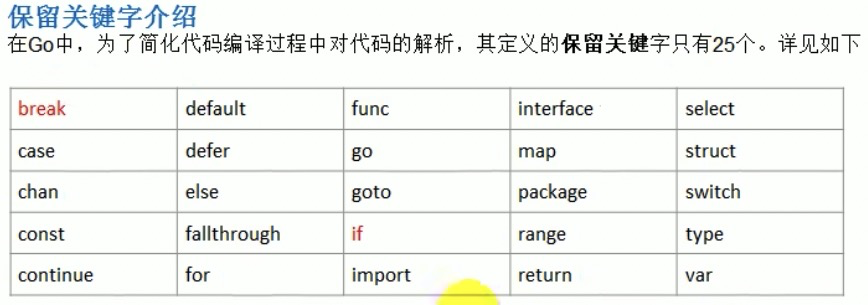 保留关键字介绍
在Go中，为了简化代码编译过程中对代码的解析，其定义的保留关键字只有25个。详见如下
break default func interface select
case defer go map struct
chan else goto package switch
const fallthrough if range type
continue for import return var